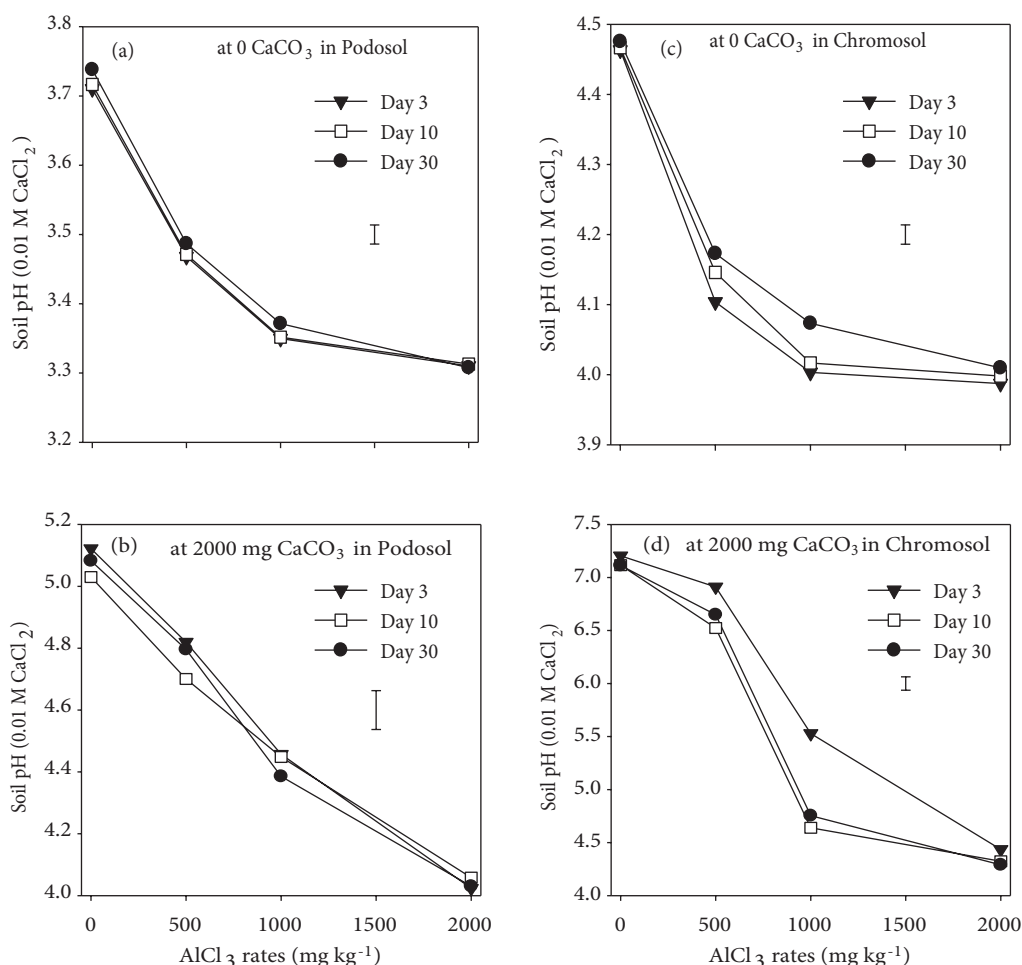 (a) at 0 CaCO₃ in Podosol
Day 3
Day 10
Day 30
Soil pH (0.01 M CaCl₂)
3.8
3.7
3.6
3.5
3.4
3.3
3.2
(c) at 0 CaCO₃ in Chromosol
Day 3
Day 10
Day 30
Soil pH (0.01 M CaCl₂)
4.5
4.4
4.3
4.2
4.1
4.0
3.9
(b) at 2000 mg CaCO₃ in Podosol
Day 3
Day 10
Day 30
Soil pH (0.01 M CaCl₂)
5.2
5.0
4.8
4.6
4.4
4.2
4.0
0 500 1000 1500 2000
AlCl₃ rates (mg kg⁻¹)
(d) at 2000 mg CaCO₃ in Chromosol
Day 3
Day 10
Day 30
Soil pH (0.01 M CaCl₂)
7.5
7.0
6.5
6.0
5.5
5.0
4.5
4.0
0 500 1000 1500 2000
AlCl₃ rates (mg kg⁻¹)